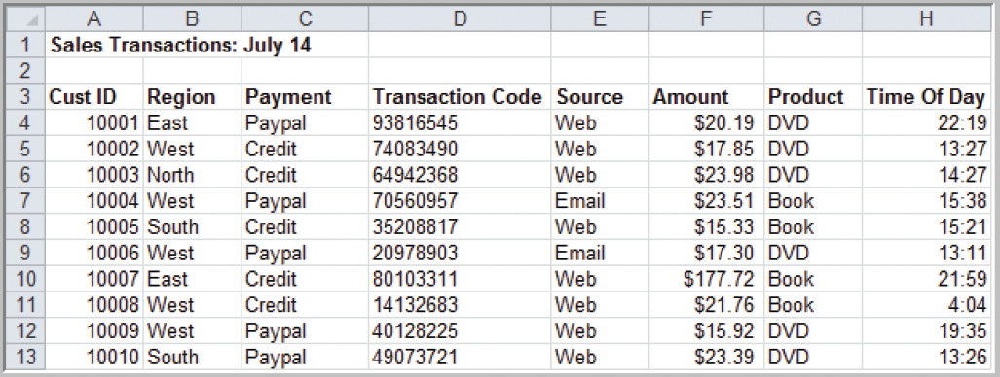 A B C D E F G H
1 Sales Transactions: July 14
2
3 Cust ID Region Payment Transaction Code Source Amount Product Time Of Day
4 10001 East Paypal 93816545 Web $20.19 DVD 22:19
5 10002 West Credit 74083490 Web $17.85 DVD 13:27
6 10003 North Credit 64942368 Web $23.98 DVD 14:27
7 10004 West Paypal 70560957 Email $23.51 Book 15:38
8 10005 South Credit 35208817 Web $15.33 Book 15:21
9 10006 West Paypal 20978903 Email $17.30 DVD 13:11
10 10007 East Credit 80103311 Web $177.72 Book 21:59
11 10008 West Credit 14132683 Web $21.76 Book 4:04
12 10009 West Paypal 40128225 Web $15.92 DVD 19:35
13 10010 South Paypal 49073721 Web $23.39 DVD 13:26